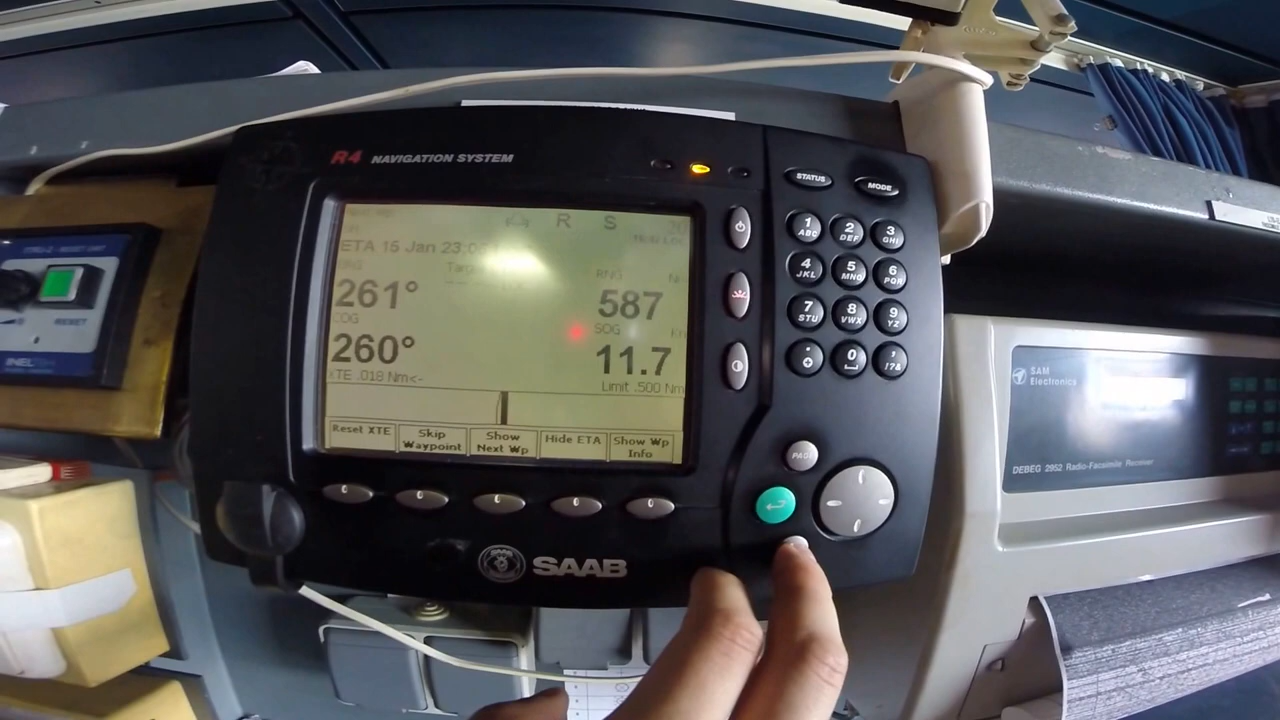 R4 NAVIGATION SYSTEM
STATUS
MODE
R S
ETA 15 Jan 23:0
RNG
261°
587
COG
SOG
260°
11.7
XTE .018 Nm<-
Limit .500 Nm
Reset XTE
Skip Waypoint
Show Next Wp
Hide ETA
Show Wp Info
1 ABC
2 DEF
3 GHI
4 JKL
5 MNO
6 PQR
7 STU
8 VWX
9 YZ
0
, !?&
PAGE
SAAB
RESET
SAM
Electronics
DEBEG 2952 Radio-Facsimile Receiver